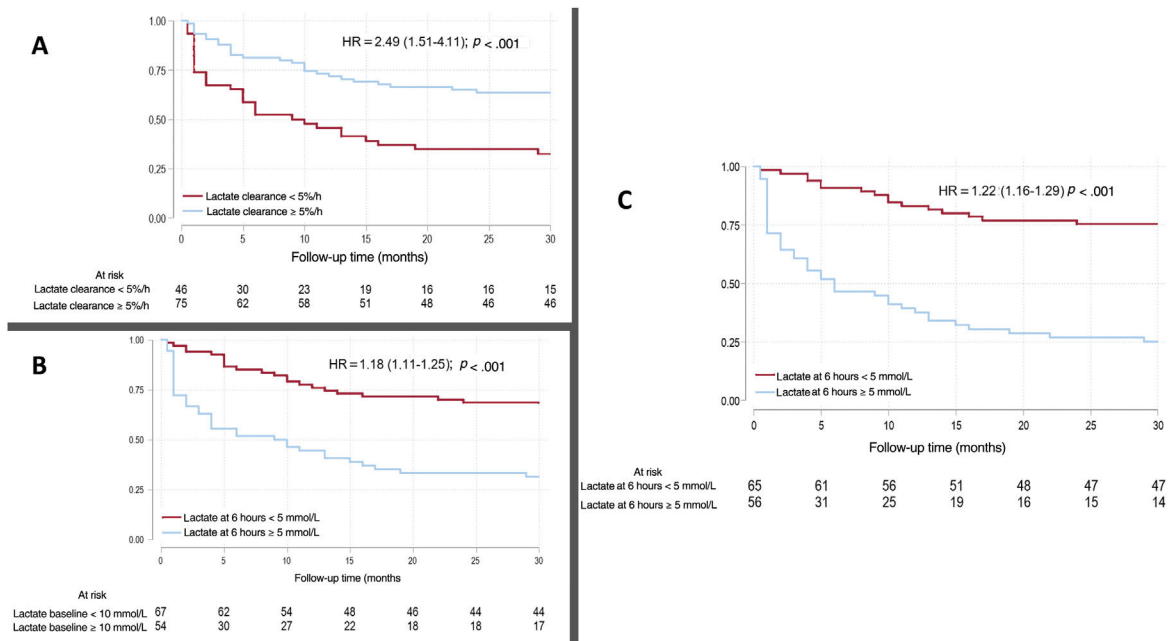 A
HR = 2.49 (1.51-4.11); p < .001
1.00
0.75
0.50
0.25
0.00
Lactate clearance < 5%/h
Lactate clearance ≥ 5%/h
0 5 10 15 20 25 30
Follow-up time (months)
At risk
Lactate clearance < 5%/h 46 30 23 19 16 16 15
Lactate clearance ≥ 5%/h 75 62 58 51 48 46 46
B
HR = 1.18 (1.11-1.25); p < .001
1.00
0.75
0.50
0.25
0.00
Lactate at 6 hours < 5 mmol/L
Lactate at 6 hours ≥ 5 mmol/L
0 5 10 15 20 25 30
Follow-up time (months
At risk
Lactate baseline < 10 mmol/L 67 62 54 48 46 44 44
Lactate baseline ≥ 10 mmol/L 54 30 27 22 18 18 17
C
HR = 1.22 (1.16-1.29) p < .001
1.00
0.75
0.50
0.25
0.00
Lactate at 6 hours < 5 mmol/L
Lactate at 6 hours ≥ 5 mmol/L
0 5 10 15 20 25 30
Follow-up time (months)
At risk
Lactate at 6 hours < 5 mmol/L 65 61 56 51 48 47 47
Lactate at 6 hours ≥ 5 mmol/L 56 31 25 19 16 15 14